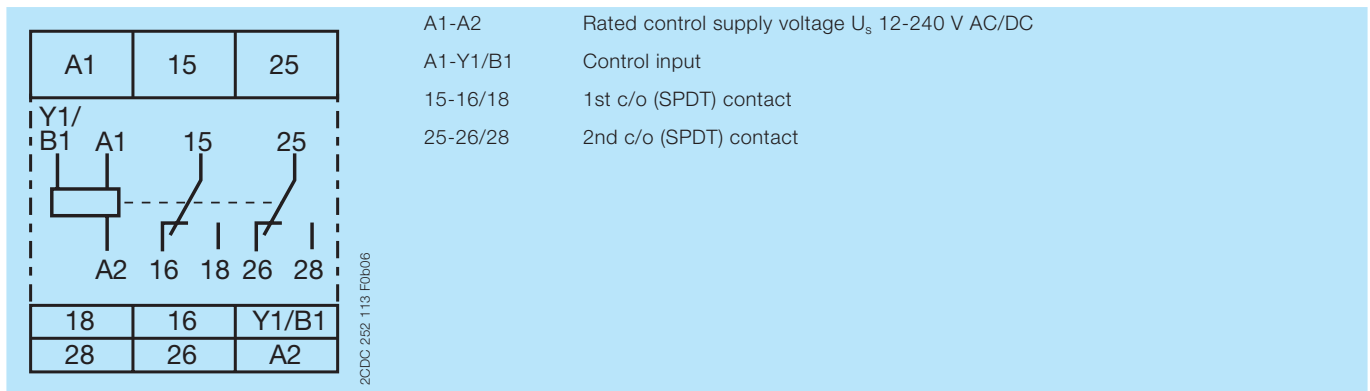 A1 15 25
Y1/
B1 A1 15 25
A2 16 18 26 28
18 16 Y1/B1
28 26 A2
2CDC 252 113 F0b06
A1-A2 Rated control supply voltage Us 12-240 V AC/DC
A1-Y1/B1 Control input
15-16/18 1st c/o (SPDT) contact
25-26/28 2nd c/o (SPDT) contact